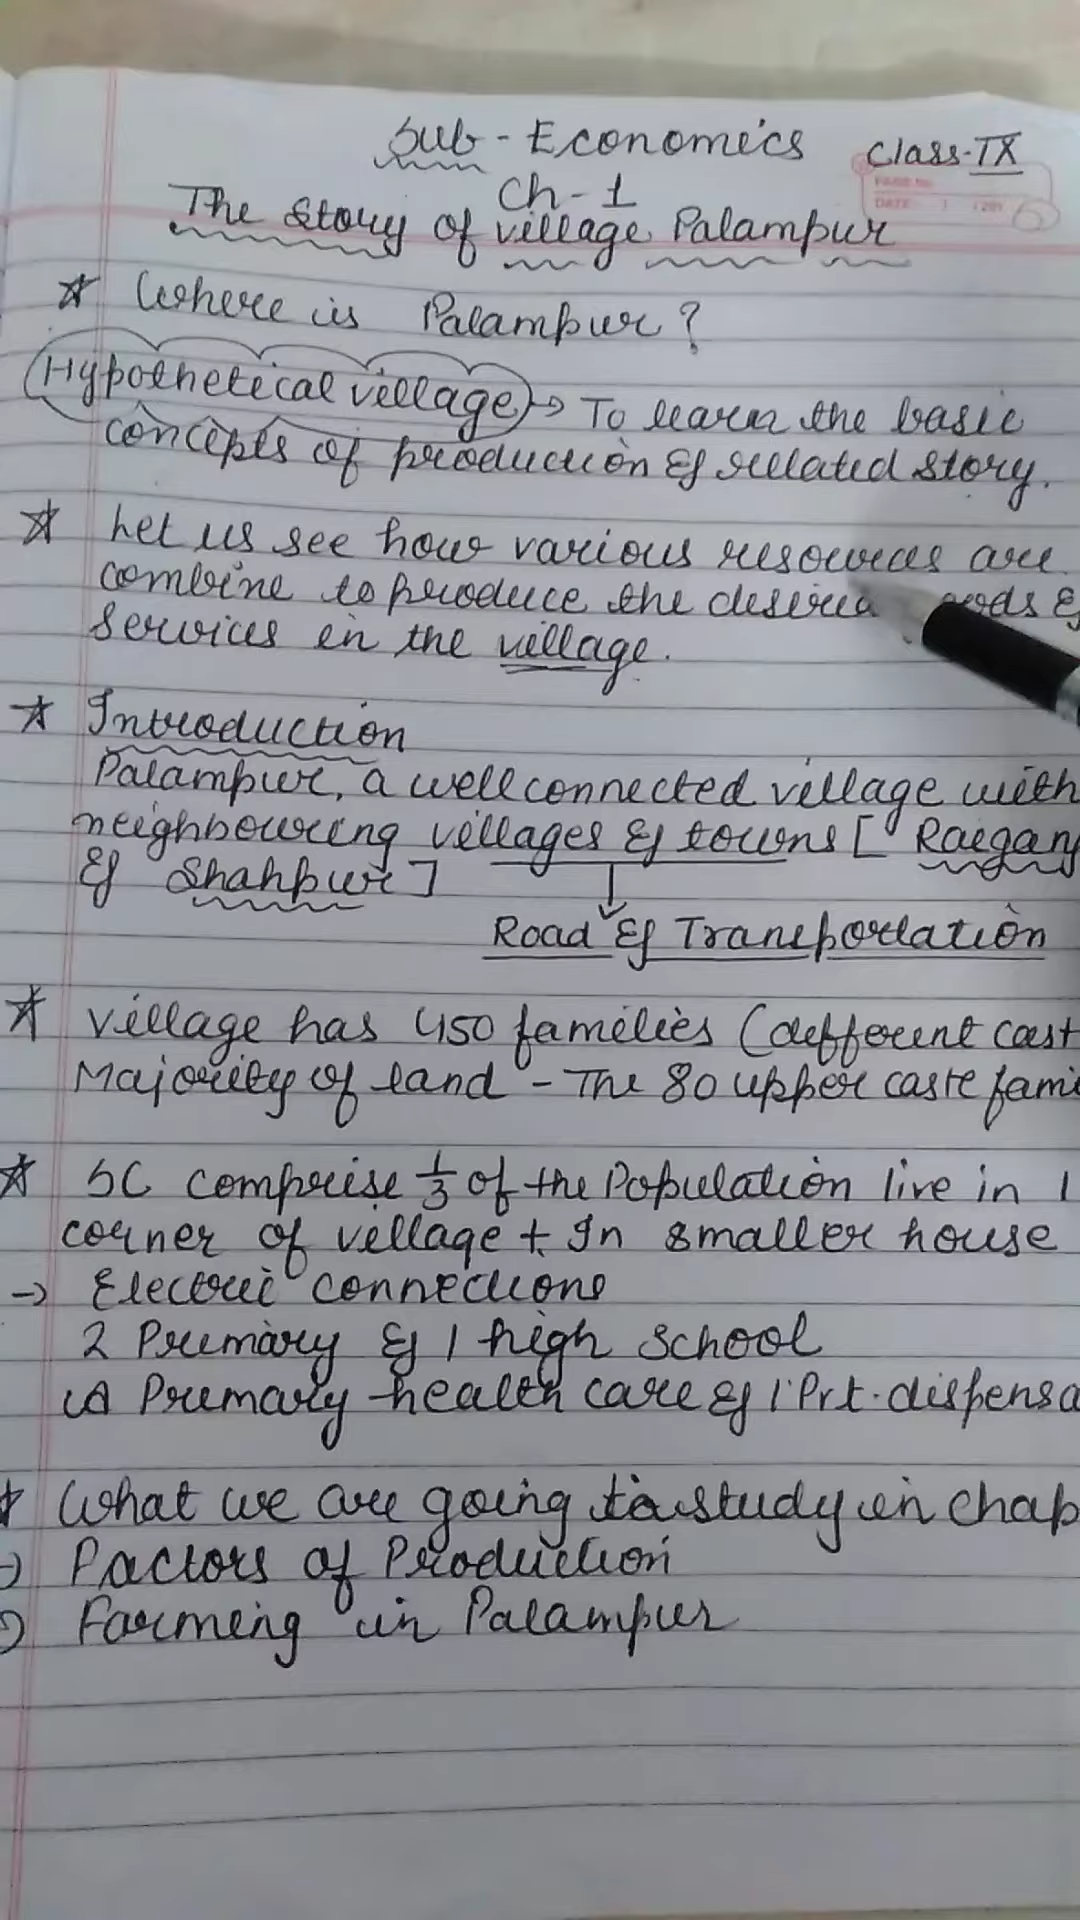 Sub - Economics
Class-IX
Ch-1
PAGE No.
DATE
The Story of village Palampur
☆ Where is Palampur?
Hypothetical village → To learn the basic
concepts of production & related story.
☆ Let us see how various resources are
combine to produce the desired goods &
Services in the village.
☆ Introduction
Palampur, a well connected village with
neighbouring villages & towns [Raigan
& Shahpur]
Road & Transportation
☆ Village has 450 families (different cast
Majority of land - The 80 upper caste fami
☆ SC comprise 1/3 of the Population live in 1
corner of village + In smaller house
→ Electric connections
2 Primary & 1 high School
Primary health care & 1 Prt. dispensa
☆ What we are going to study in chap
Factors of Production
Farming in Palampur